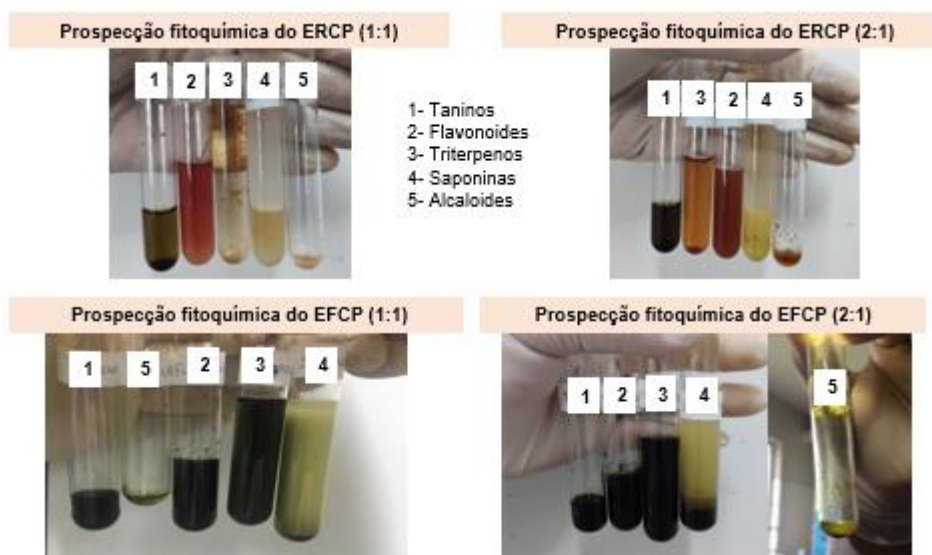 Prospecção fitoquímica do ERCP (1:1)
Prospecção fitoquímica do ERCP (2:1)
1 2 3 4 5
1 3 2 4 5
1- Taninos
2- Flavonoides
3- Triterpenos
4- Saponinas
5- Alcaloides
Prospecção fitoquímica do EFCP (1:1)
Prospecção fitoquímica do EFCP (2:1)
1 5 2 3 4
1 2 3 4
5